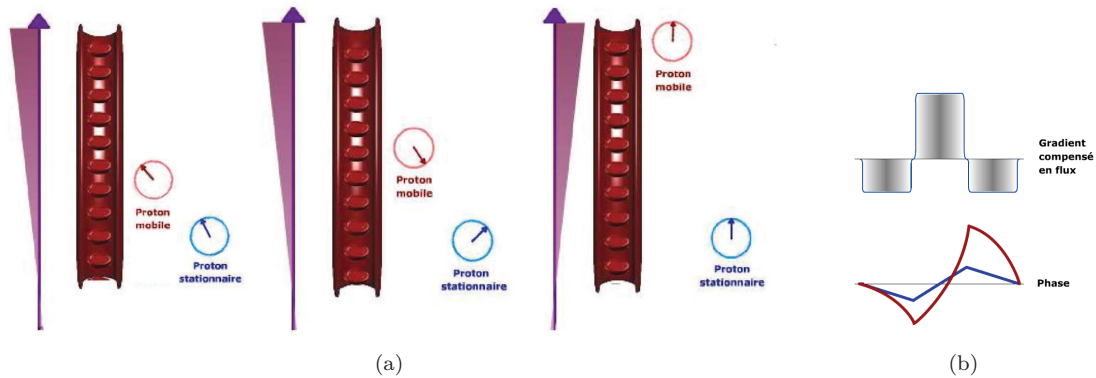 Proton
mobile
Proton
stationnaire
Proton
mobile
Proton
stationnaire
Proton
mobile
Proton
stationnaire
(a)
Gradient
compensé
en flux
Phase
(b)